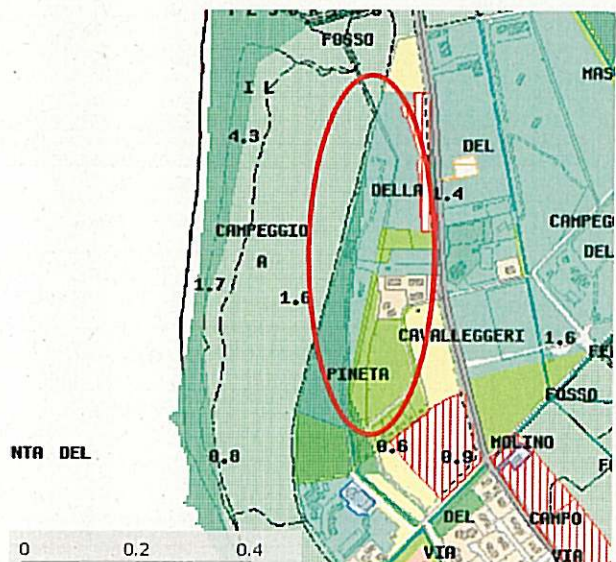 FOSSO
MAS
I
4.3
DEL
DELLA
1.4
CAMPEGGIO
A
CAMPEG
DEL
1.7
1.6
CAVALLEGGERI
1.6
PINETA
FOSSO
MOLINO
NTA DEL
0.8
0.6
0.9
DEL
CAMPO
VIA
VIA
0 0.2 0.4